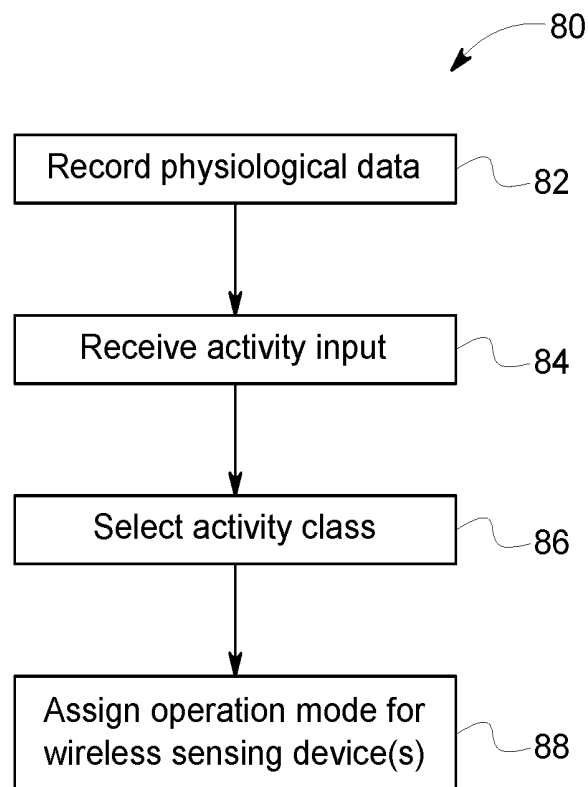 80
Record physiological data
82
Receive activity input
84
Select activity class
86
Assign operation mode for
wireless sensing device(s)
88